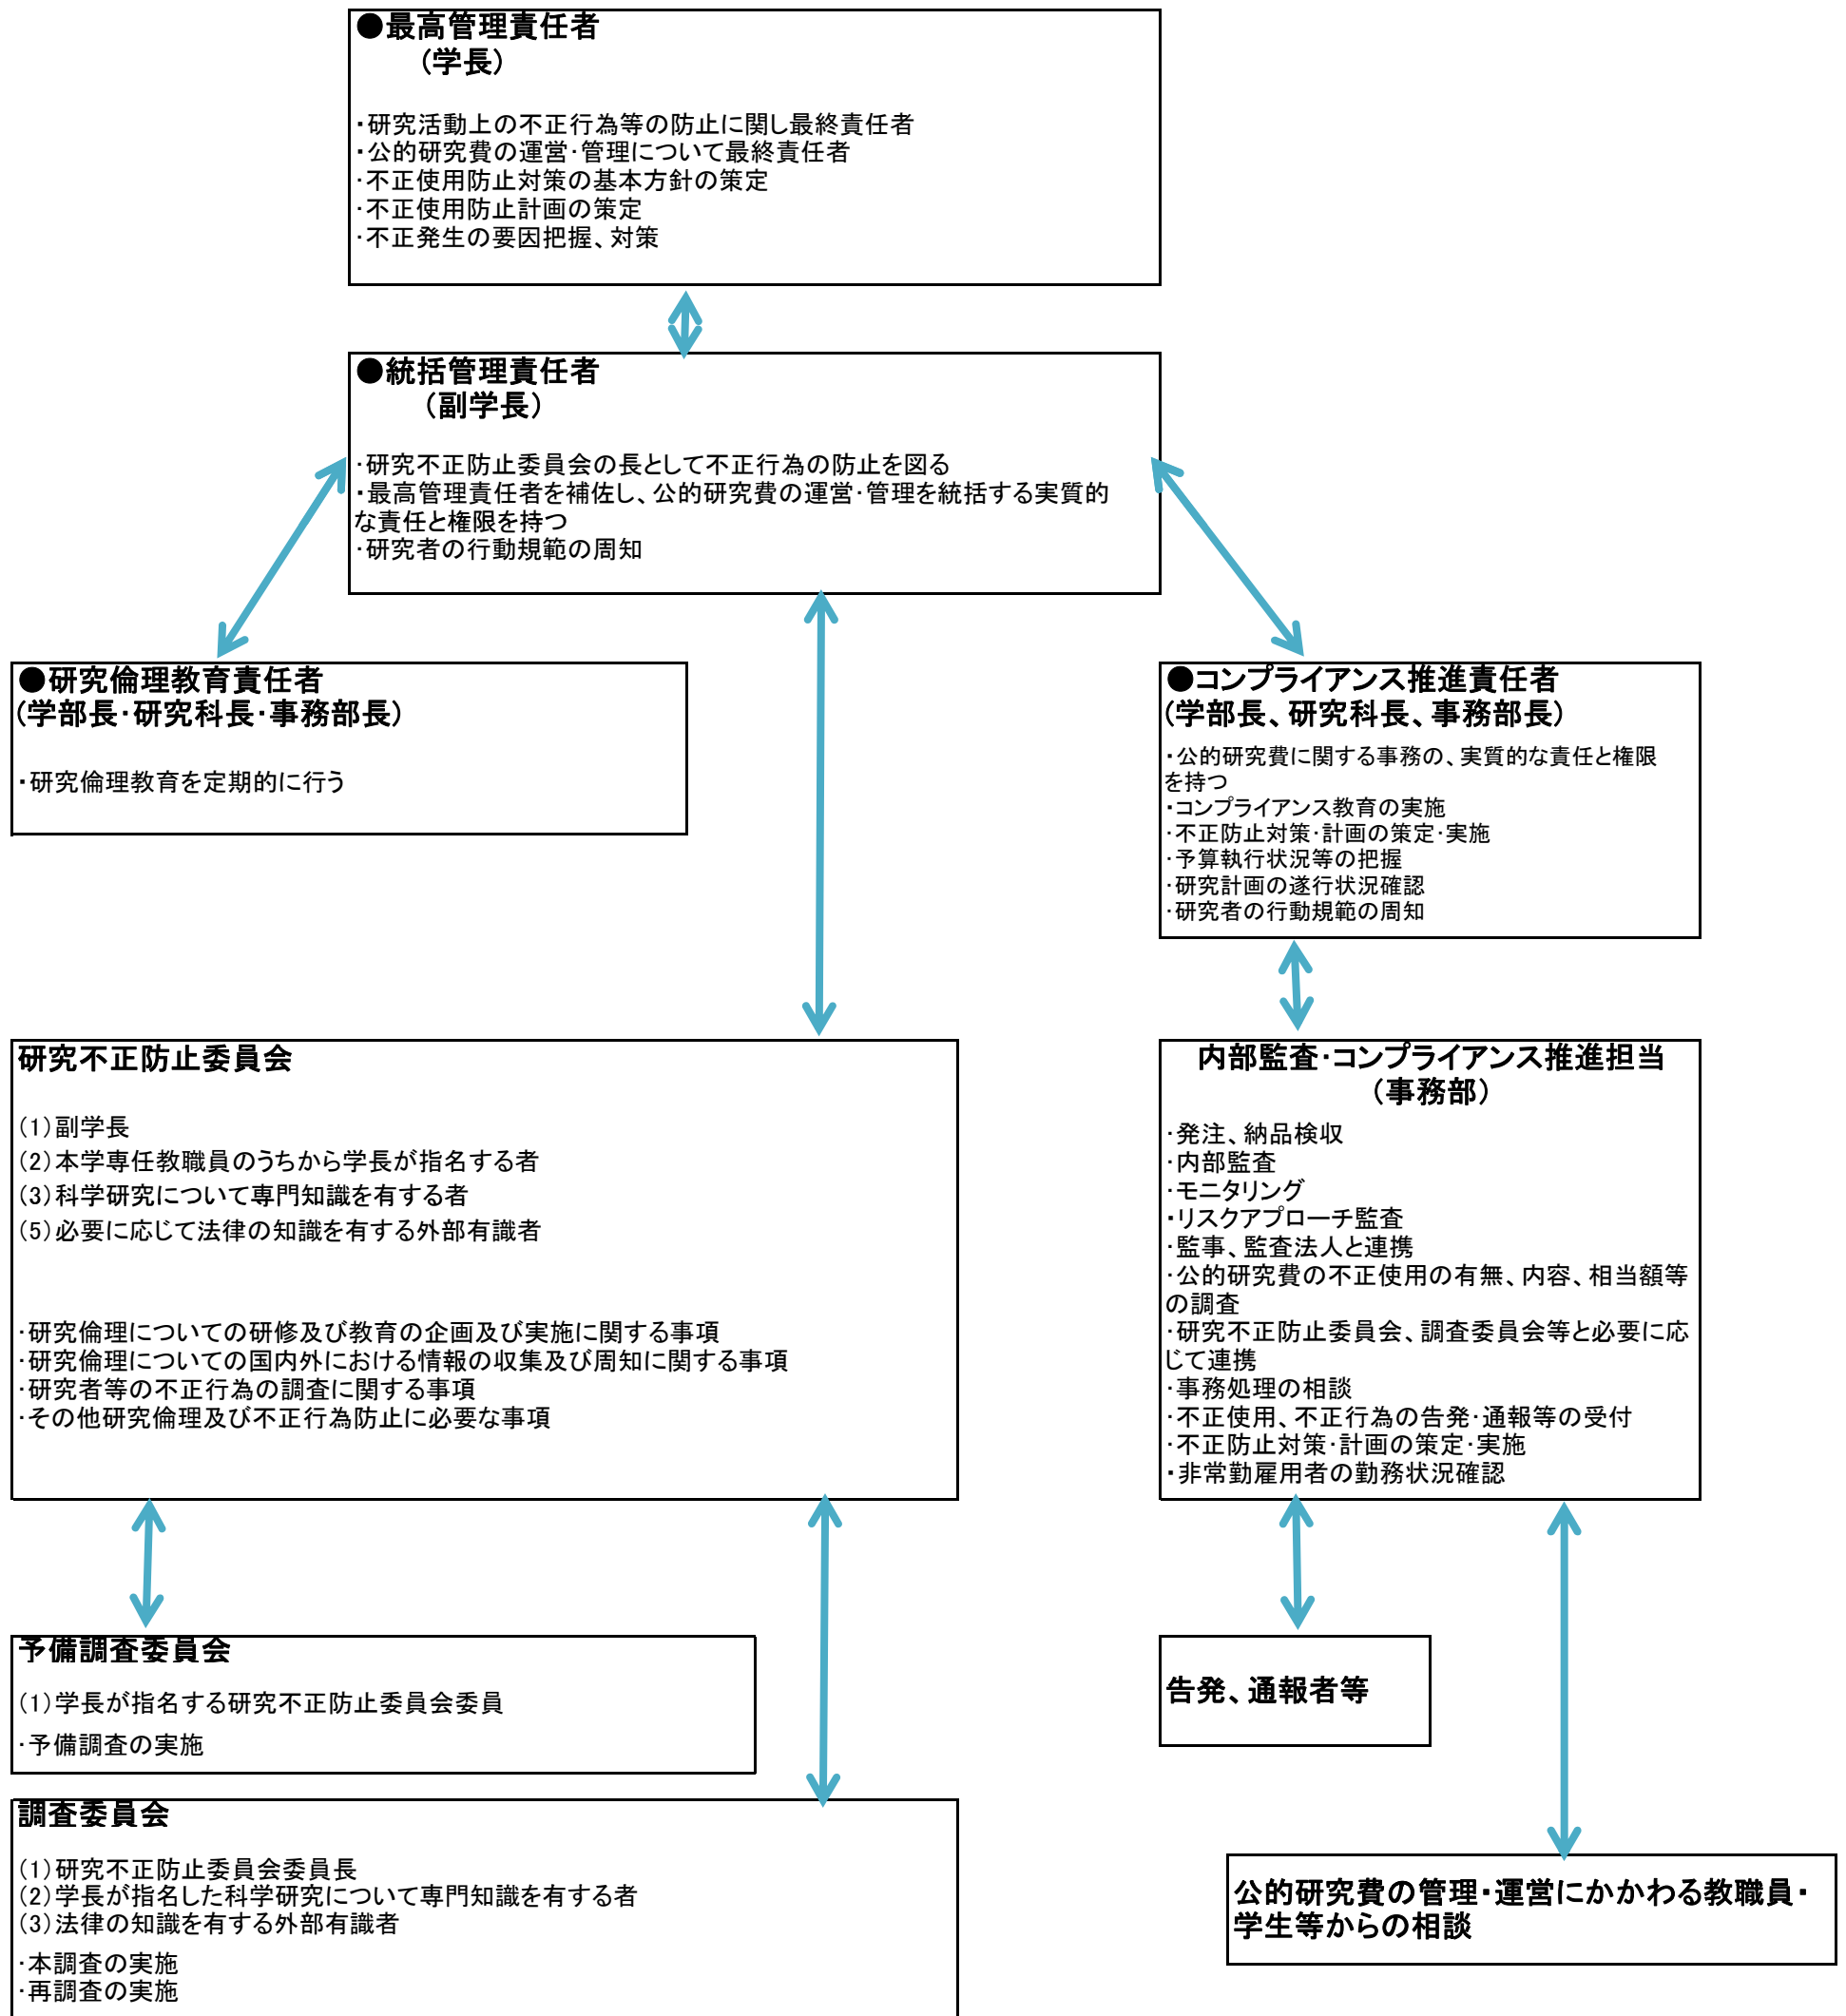 ●最高管理責任者
(学長)
・研究活動上の不正行為等の防止に関し最終責任者
・公的研究費の運営・管理について最終責任者
・不正使用防止対策の基本方針の策定
・不正使用防止計画の策定
・不正発生の要因把握、対策
●統括管理責任者
(副学長)
・研究不正防止委員会の長として不正行為の防止を図る
・最高管理責任者を補佐し、公的研究費の運営・管理を統括する実質的
な責任と権限を持つ
・研究者の行動規範の周知
●研究倫理教育責任者
(学部長・研究科長・事務部長)
・研究倫理教育を定期的に行う
●コンプライアンス推進責任者
(学部長、研究科長、事務部長)
・公的研究費に関する事務の、実質的な責任と権限
を持つ
・コンプライアンス教育の実施
・不正防止対策・計画の策定・実施
・予算執行状況等の把握
・研究計画の遂行状況確認
・研究者の行動規範の周知
研究不正防止委員会
(1)副学長
(2)本学専任教職員のうちから学長が指名する者
(3)科学研究について専門知識を有する者
(5)必要に応じて法律の知識を有する外部有識者
・研究倫理についての研修及び教育の企画及び実施に関する事項
・研究倫理についての国内外における情報の収集及び周知に関する事項
・研究者等の不正行為の調査に関する事項
・その他研究倫理及び不正行為防止に必要な事項
内部監査・コンプライアンス推進担当
(事務部)
・発注、納品検収
・内部監査
・モニタリング
・リスクアプローチ監査
・監事、監査法人と連携
・公的研究費の不正使用の有無、内容、相当額等
の調査
・研究不正防止委員会、調査委員会等と必要に応
じて連携
・事務処理の相談
・不正使用、不正行為の告発・通報等の受付
・不正防止対策・計画の策定・実施
・非常勤雇用者の勤務状況確認
予備調査委員会
(1)学長が指名する研究不正防止委員会委員
・予備調査の実施
告発、通報者等
調査委員会
(1)研究不正防止委員会委員長
(2)学長が指名した科学研究について専門知識を有する者
(3)法律の知識を有する外部有識者
・本調査の実施
・再調査の実施
公的研究費の管理・運営にかかわる教職員・
学生等からの相談